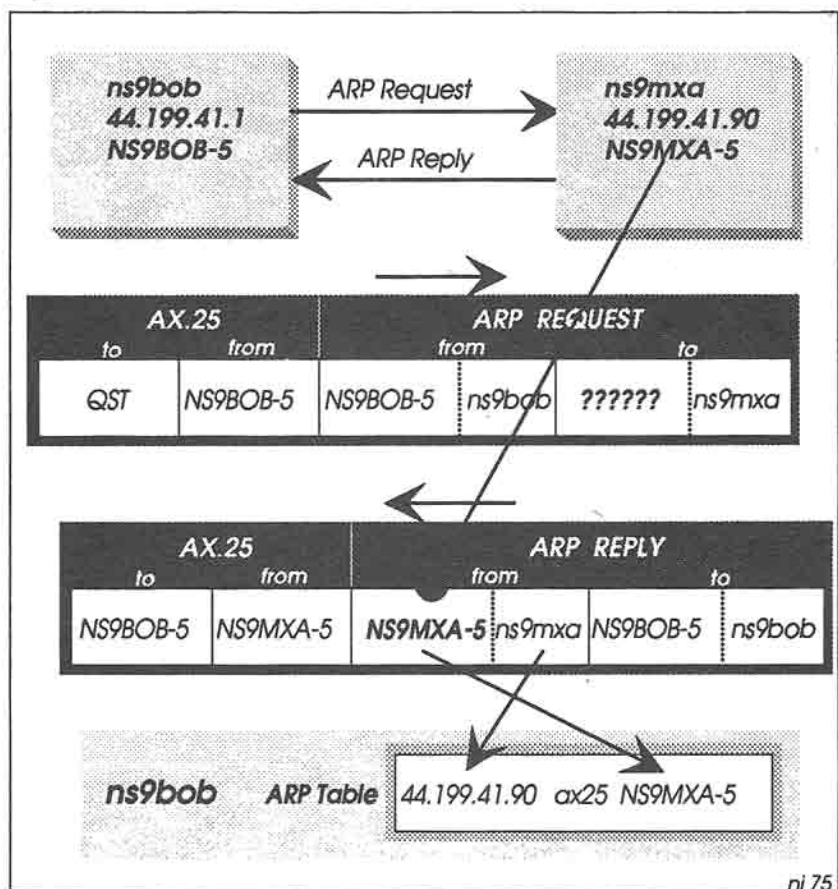 ns9bob
44.199.41.1
NS9BOB-5
ARP Request
ARP Reply
ns9mxa
44.199.41.90
NS9MXA-5
AX.25 ARP REQUEST
to from from to
QST NS9BOB-5 NS9BOB-5 ns9bob ?????? ns9mxa
AX.25 ARP REPLY
to from from to
NS9BOB-5 NS9MXA-5 NS9MXA-5 ns9mxa NS9BOB-5 ns9bob
ns9bob ARP Table 44.199.41.90 ax25 NS9MXA-5
ni 75